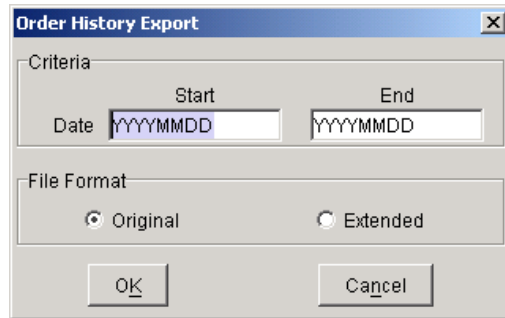 Order History Export
Criteria
Start End
Date YYYYMMDD YYYYMMDD
File Format
Original Extended
OK Cancel